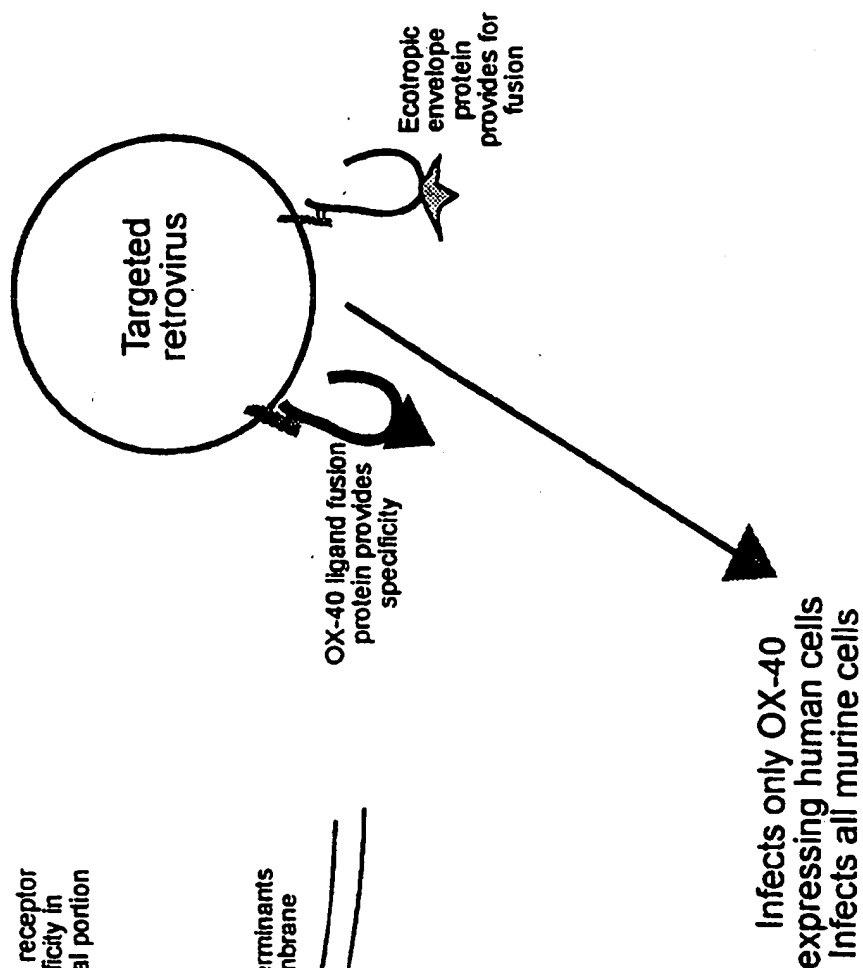 receptor
ficity in
al portion
erminants
nbrane
Targeted
retrovirus
OX-40 ligand fusion
protein provides
specificity
Ecotropic
envelope
protein
provides for
fusion
Infects only OX-40
expressing human cells
Infects all murine cells